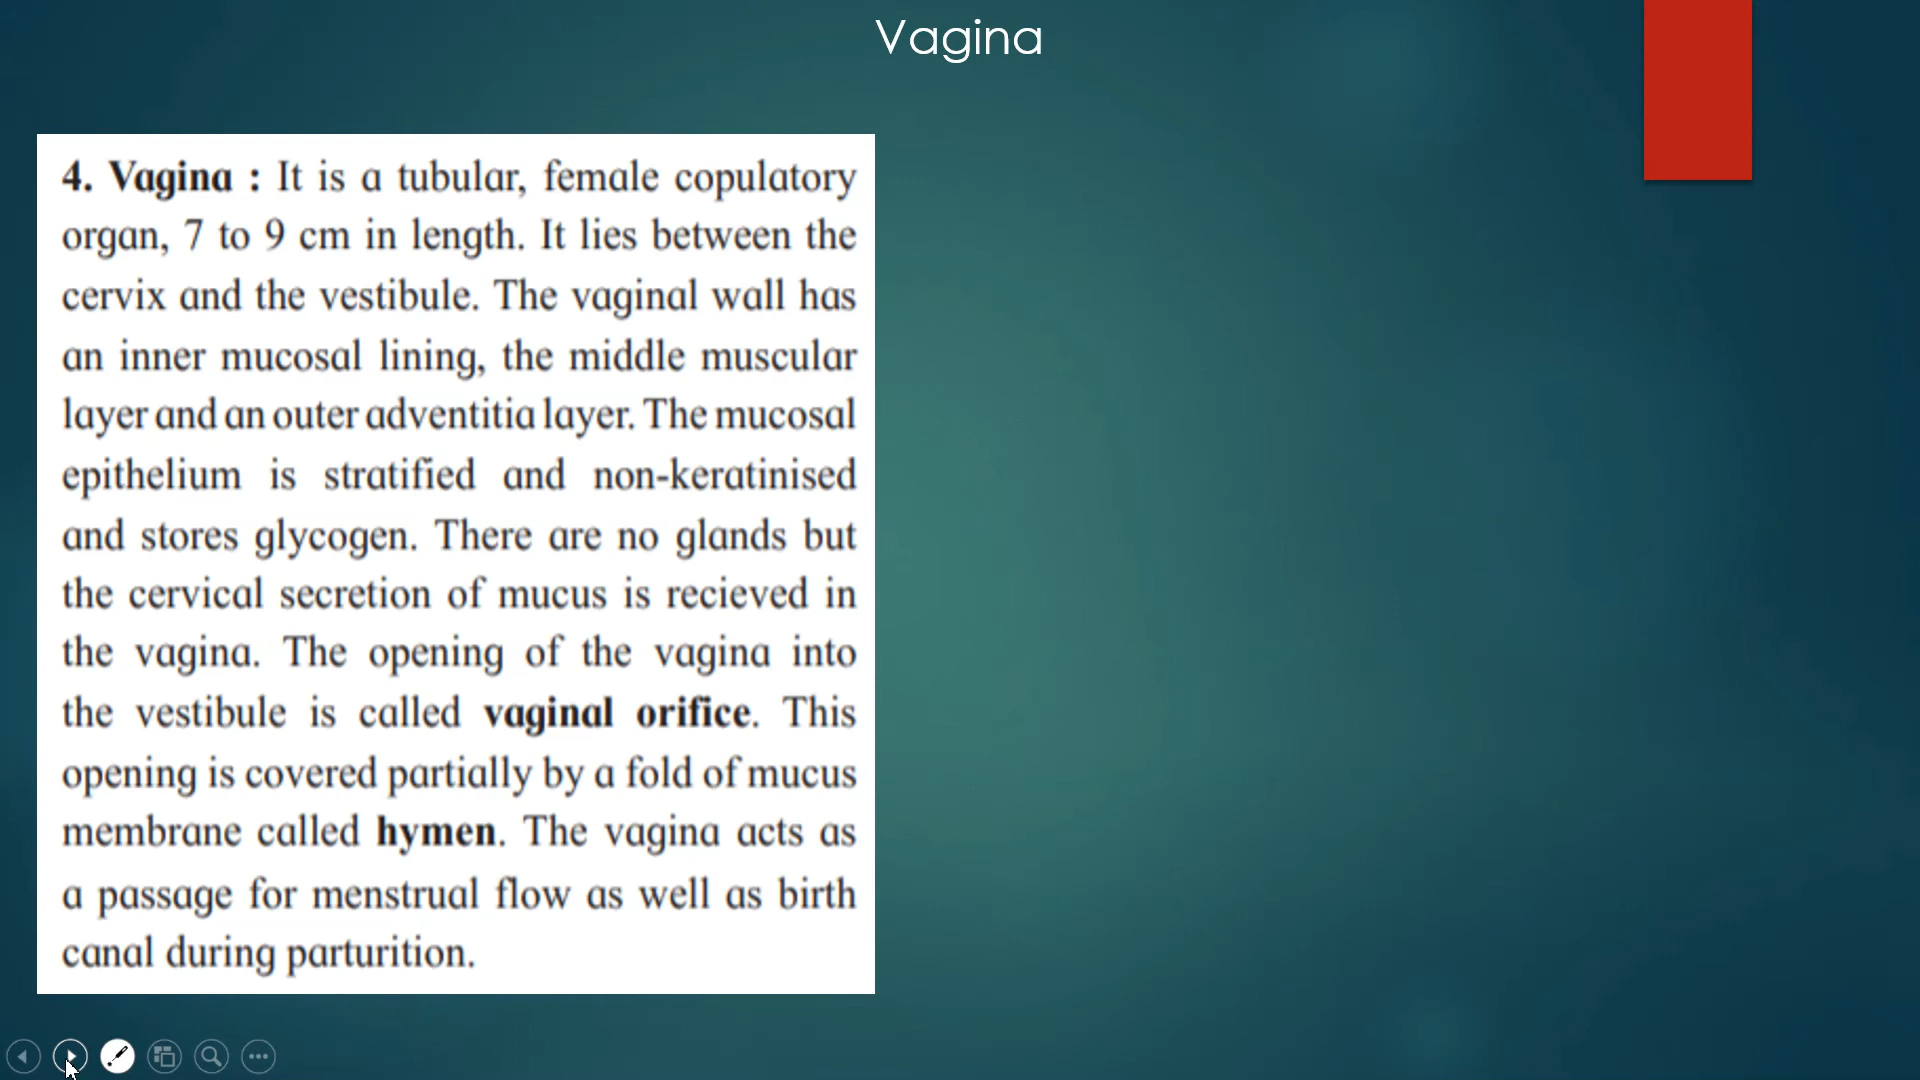 Vagina
4. Vagina : It is a tubular, female copulatory
organ, 7 to 9 cm in length. It lies between the
cervix and the vestibule. The vaginal wall has
an inner mucosal lining, the middle muscular
layer and an outer adventitia layer. The mucosal
epithelium is stratified and non-keratinised
and stores glycogen. There are no glands but
the cervical secretion of mucus is recieved in
the vagina. The opening of the vagina into
the vestibule is called vaginal orifice. This
opening is covered partially by a fold of mucus
membrane called hymen. The vagina acts as
a passage for menstrual flow as well as birth
canal during parturition.